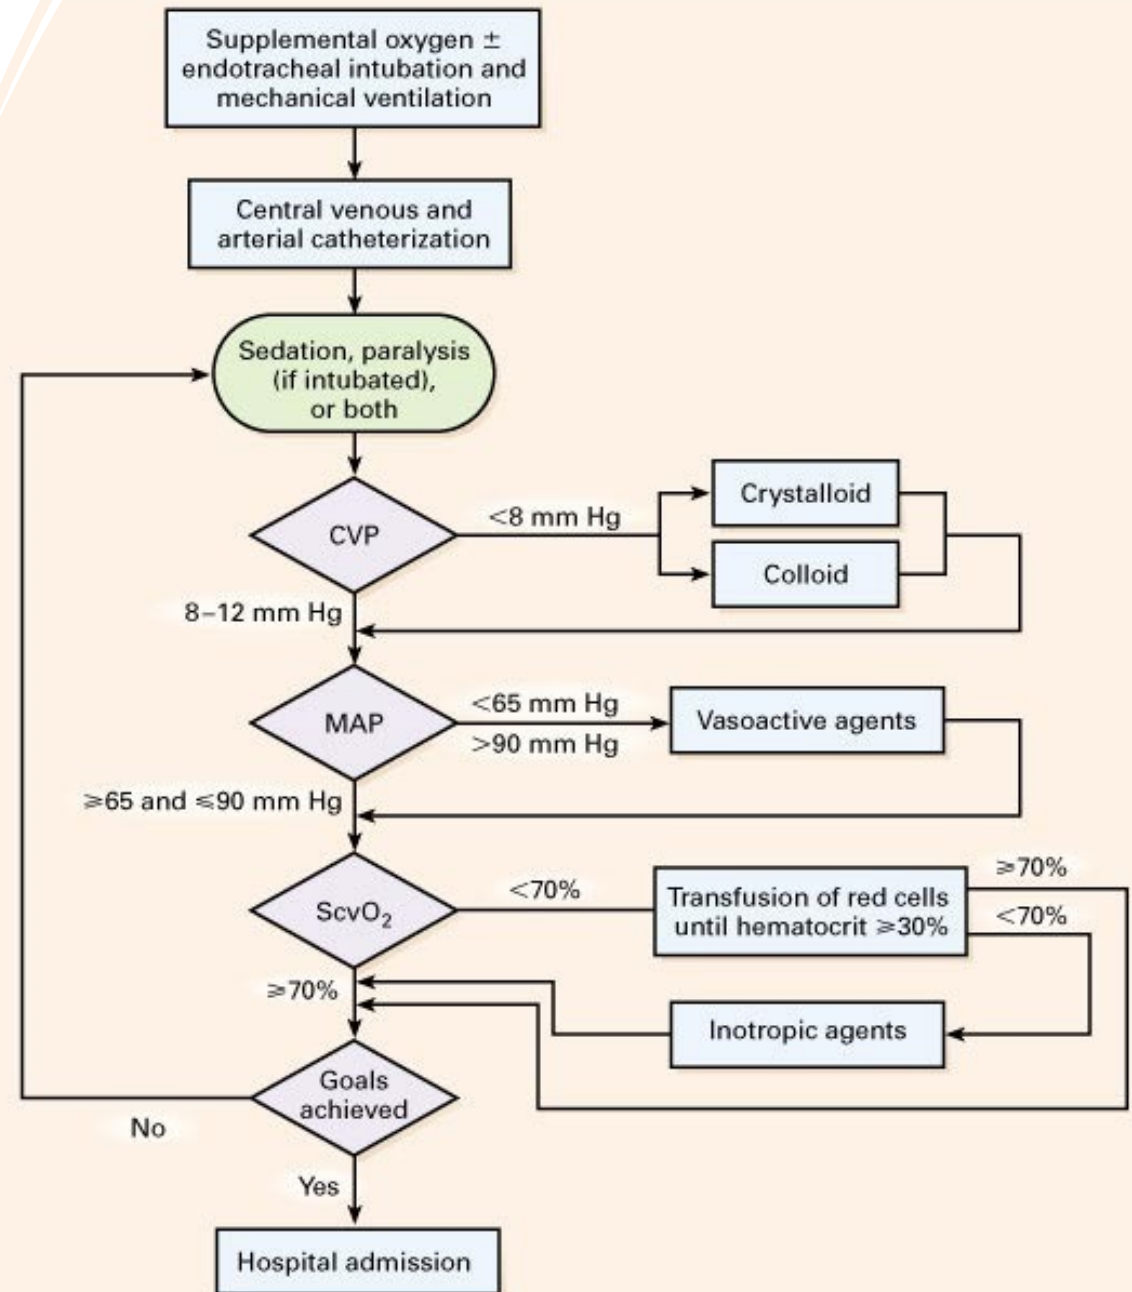 Supplemental oxygen ±
endotracheal intubation and
mechanical ventilation
Central venous and
arterial catheterization
Sedation, paralysis
(if intubated),
or both
CVP
<8 mm Hg
Crystalloid
Colloid
8–12 mm Hg
MAP
<65 mm Hg
>90 mm Hg
Vasoactive agents
⩾65 and ⩽90 mm Hg
ScvO₂
<70%
Transfusion of red cells
until hematocrit ⩾30%
⩾70%
<70%
⩾70%
Inotropic agents
Goals
achieved
No
Yes
Hospital admission